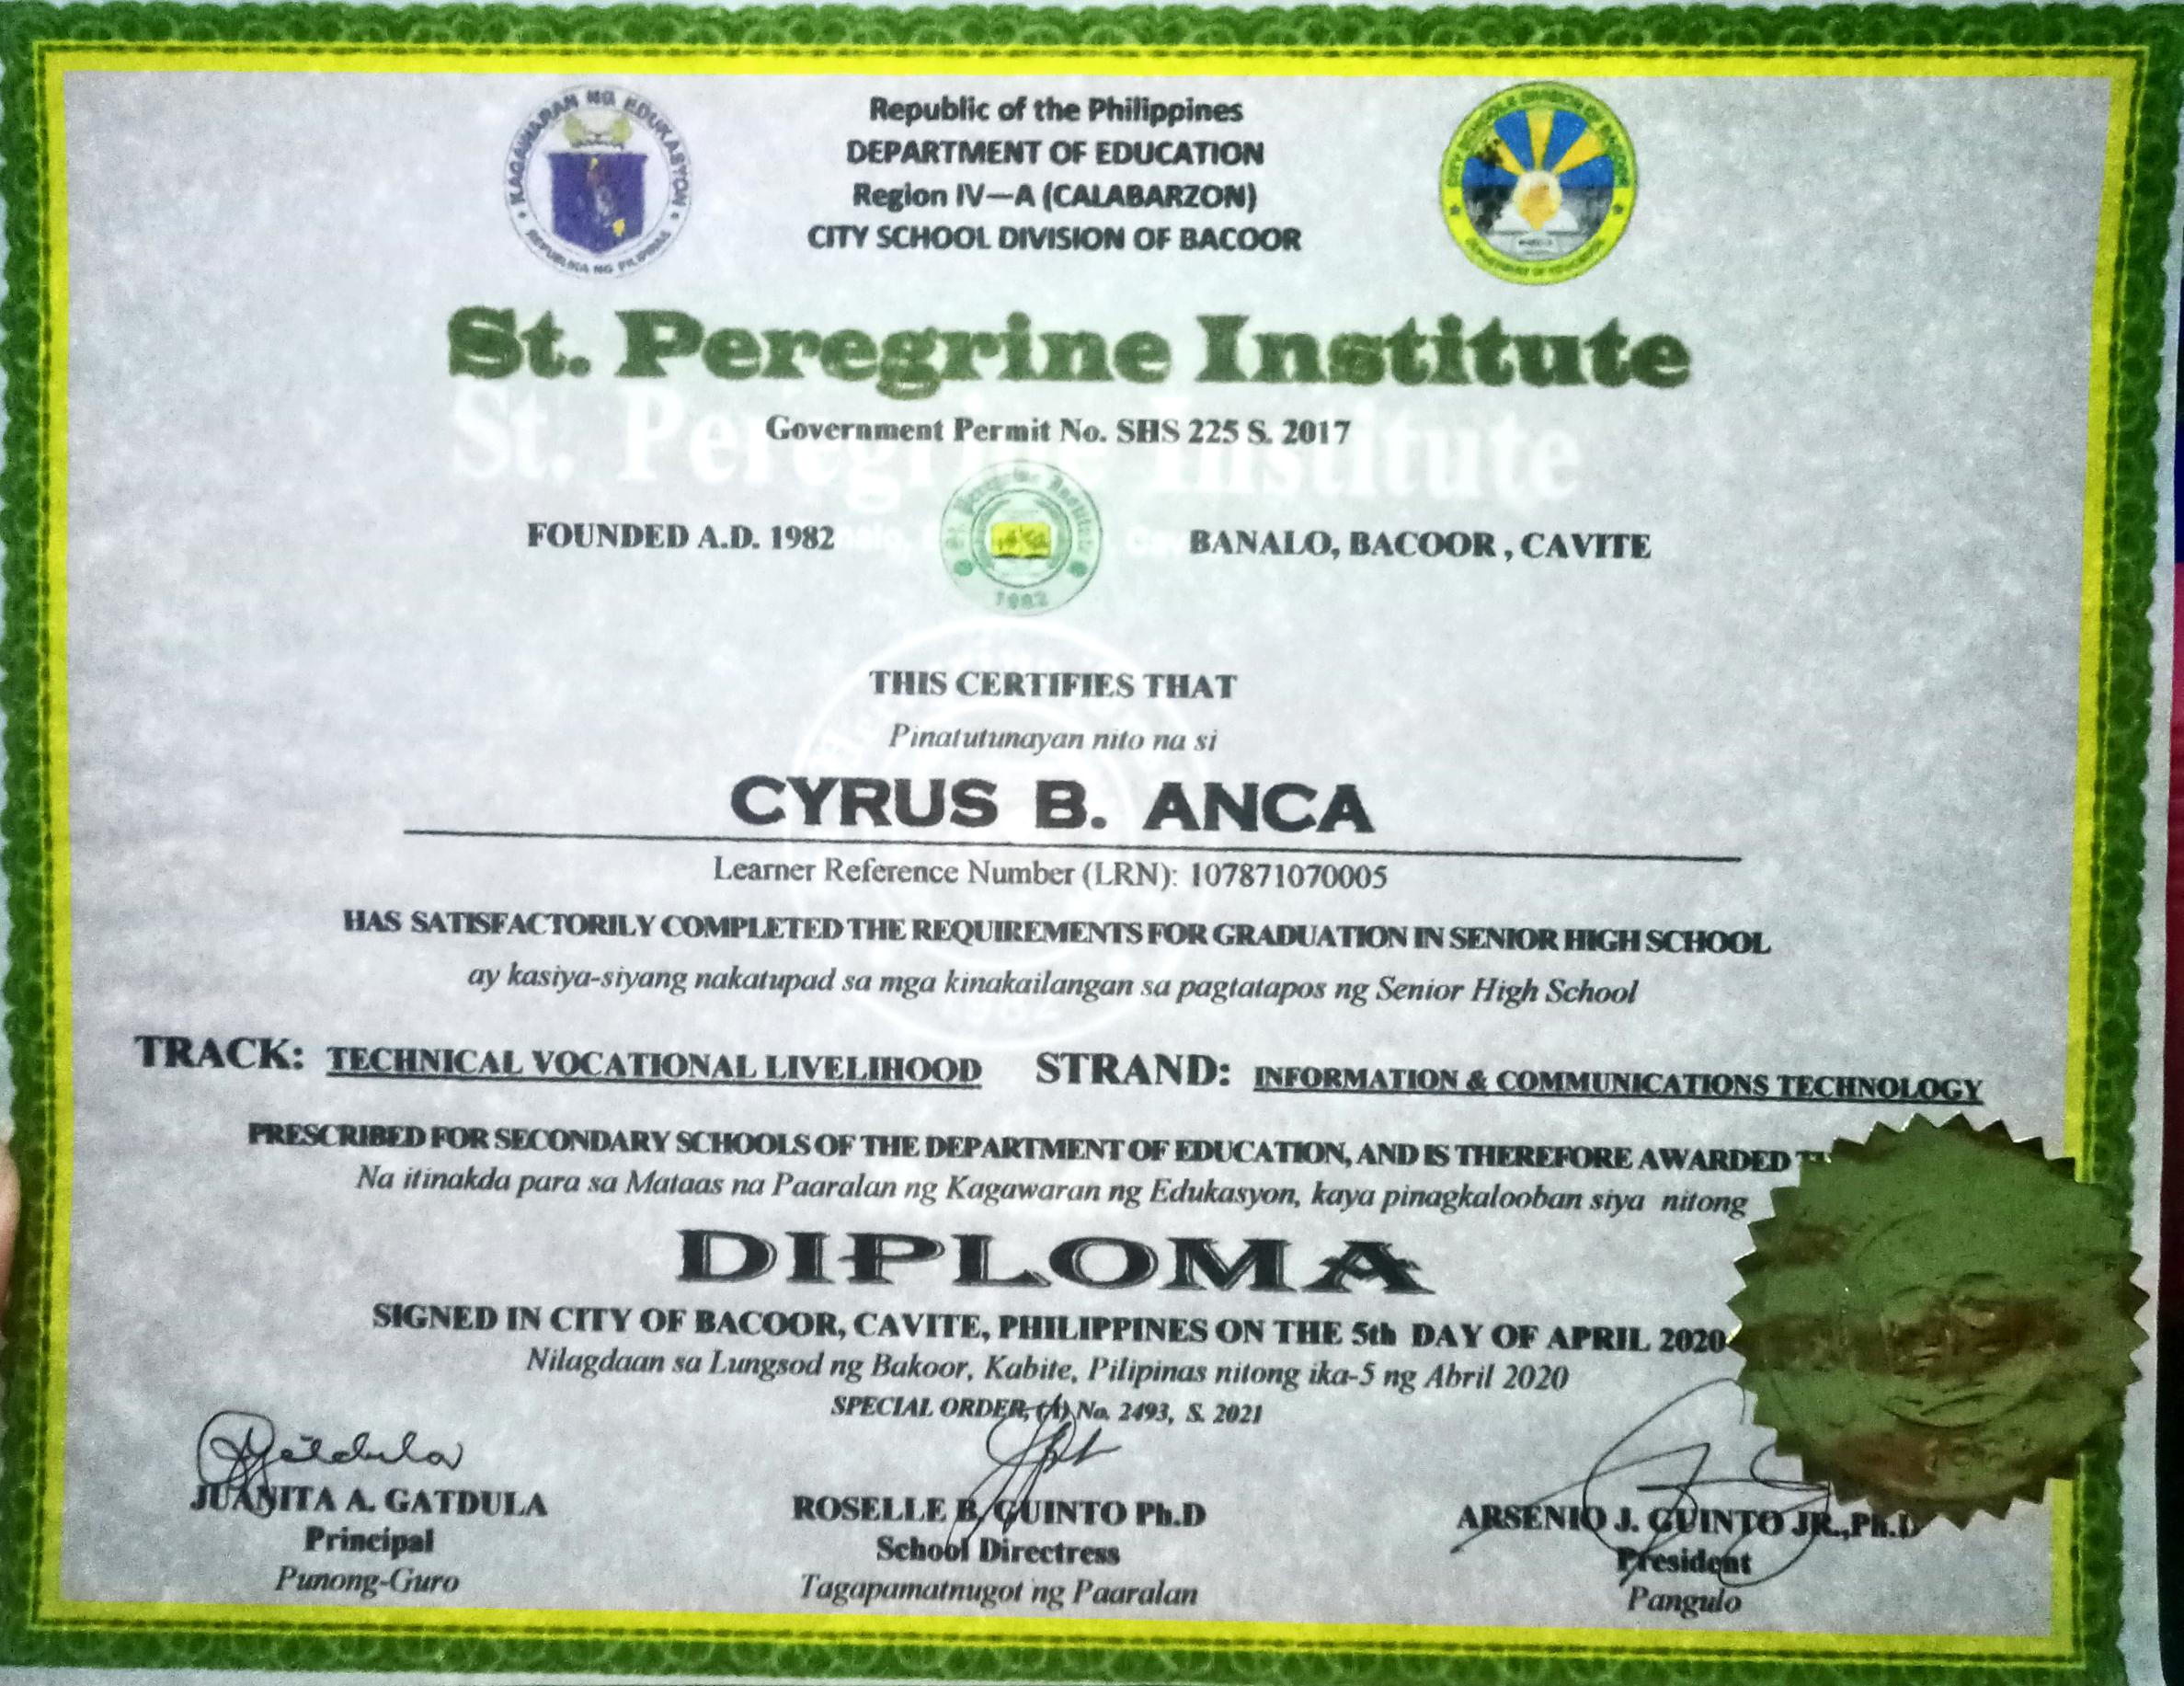 KAGAWARAN NG EDUKASYON
REPUBLIKA NG PILIPINAS
Republic of the Philippines
DEPARTMENT OF EDUCATION
Region IV—A (CALABARZON)
CITY SCHOOL DIVISION OF BACOOR
St. Peregrine Institute
St. Peregrine Institute
Government Permit No. SHS 225 S. 2017
FOUNDED A.D. 1982
St. Peregrine Institute
1982
BANALO, BACOOR , CAVITE
THIS CERTIFIES THAT
Pinatutunayan nito na si
CYRUS B. ANCA
Learner Reference Number (LRN): 107871070005
HAS SATISFACTORILY COMPLETED THE REQUIREMENTS FOR GRADUATION IN SENIOR HIGH SCHOOL
ay kasiya-siyang nakatupad sa mga kinakailangan sa pagtatapos ng Senior High School
1982
TRACK: TECHNICAL VOCATIONAL LIVELIHOOD STRAND: INFORMATION & COMMUNICATIONS TECHNOLOGY
PRESCRIBED FOR SECONDARY SCHOOLS OF THE DEPARTMENT OF EDUCATION, AND IS THEREFORE AWARDED
Na itinakda para sa Mataas na Paaralan ng Kagawaran ng Edukasyon, kaya pinagkalooban siya nitong
DIPLOMA
SIGNED IN CITY OF BACOOR, CAVITE, PHILIPPINES ON THE 5th DAY OF APRIL 2020
Nilagdaan sa Lungsod ng Bakoor, Kabite, Pilipinas nitong ika-5 ng Abril 2020
SPECIAL ORDER, (A) No. 2493, S. 2021
JUANITA A. GATDULA
Principal
Punong-Guro
ROSELLE B. GUINTO Ph.D
School Directress
Tagapamatnugot ng Paaralan
ARSENIO J. GUINTO JR.,Ph.D
President
Pangulo